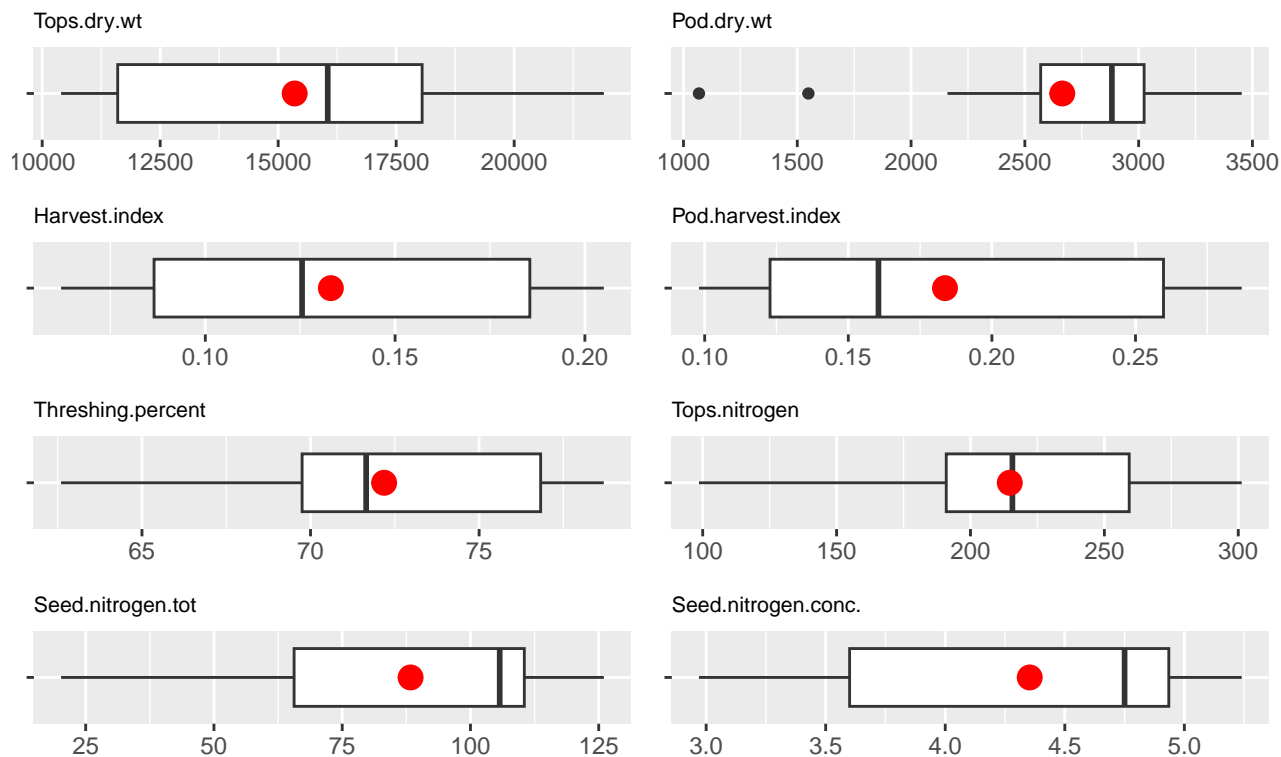 Tops.dry.wt
10000 12500 15000 17500 20000
Pod.dry.wt
1000 1500 2000 2500 3000 3500
Harvest.index
0.10 0.15 0.20
Pod.harvest.index
0.10 0.15 0.20 0.25
Threshing.percent
65 70 75
Tops.nitrogen
100 150 200 250 300
Seed.nitrogen.tot
25 50 75 100 125
Seed.nitrogen.conc.
3.0 3.5 4.0 4.5 5.0